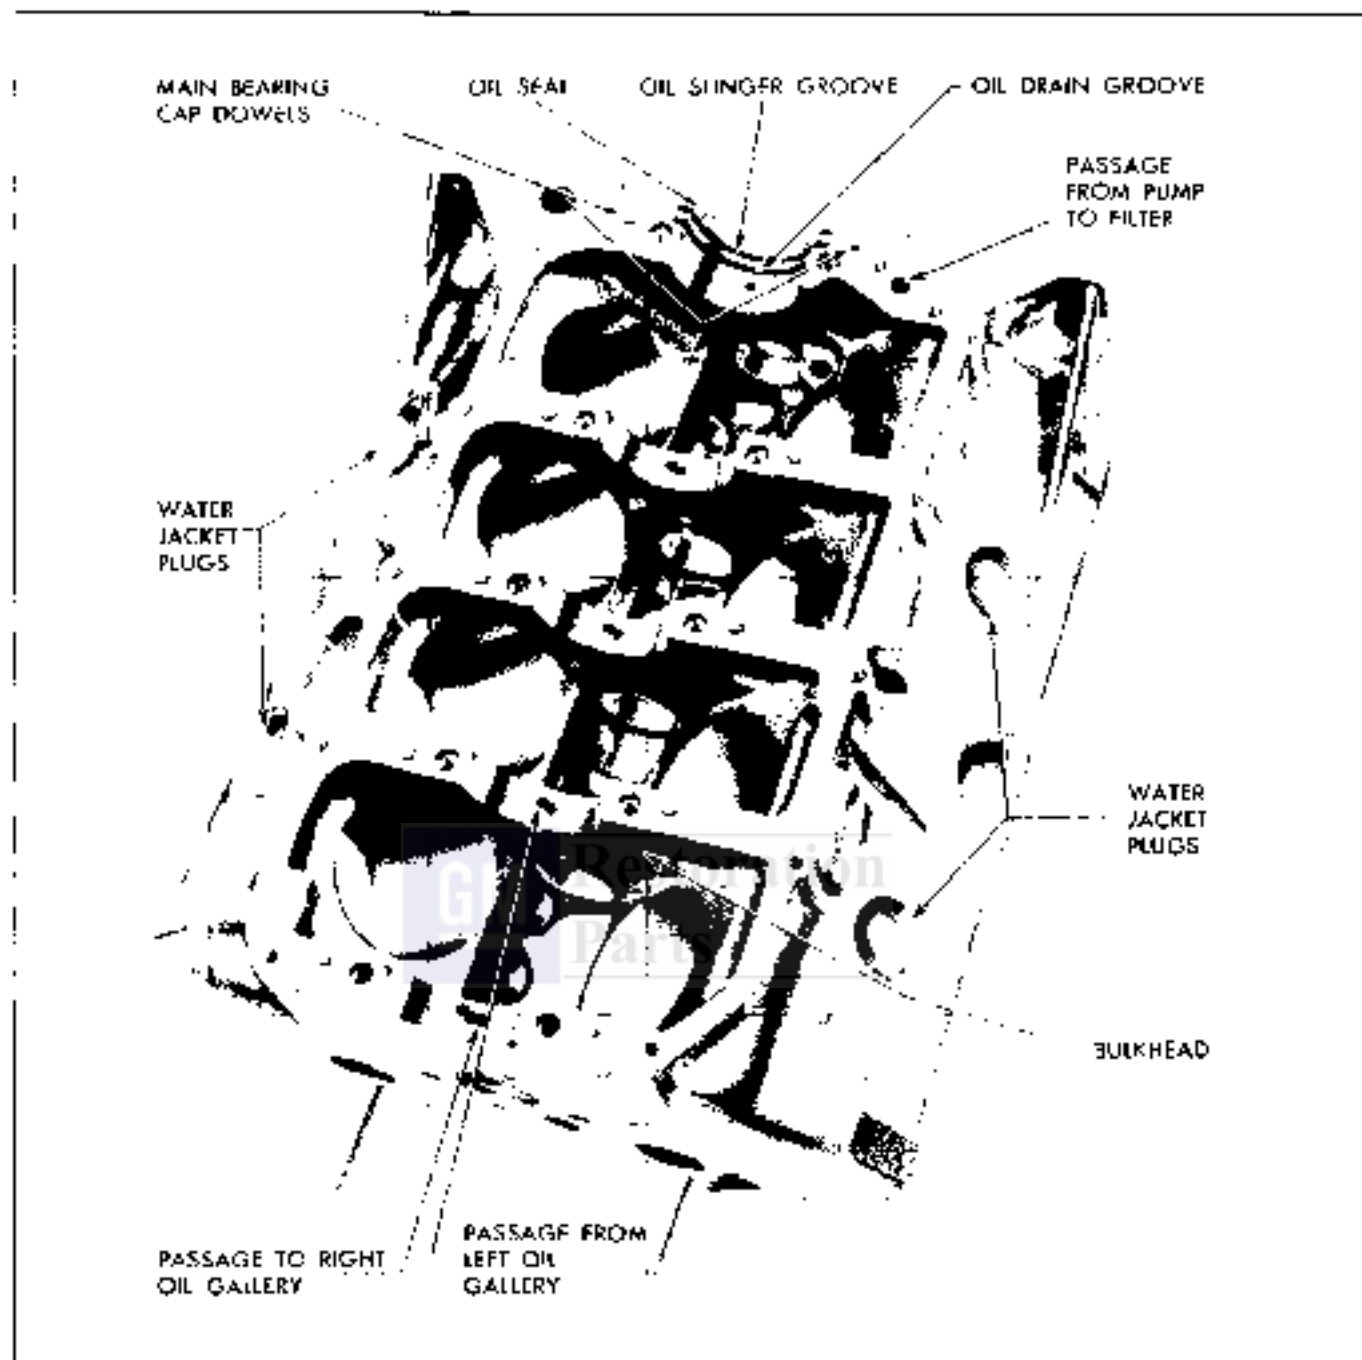 MAIN BEARING
CAP DOWELS
OIL SEAL
OIL SLINGER GROOVE
OIL DRAIN GROOVE
PASSAGE
FROM PUMP
TO FILTER
WATER
JACKET
PLUGS
WATER
JACKET
PLUGS
GM Restoration
Parts
BULKHEAD
PASSAGE TO RIGHT
OIL GALLERY
PASSAGE FROM
LEFT OIL
GALLERY